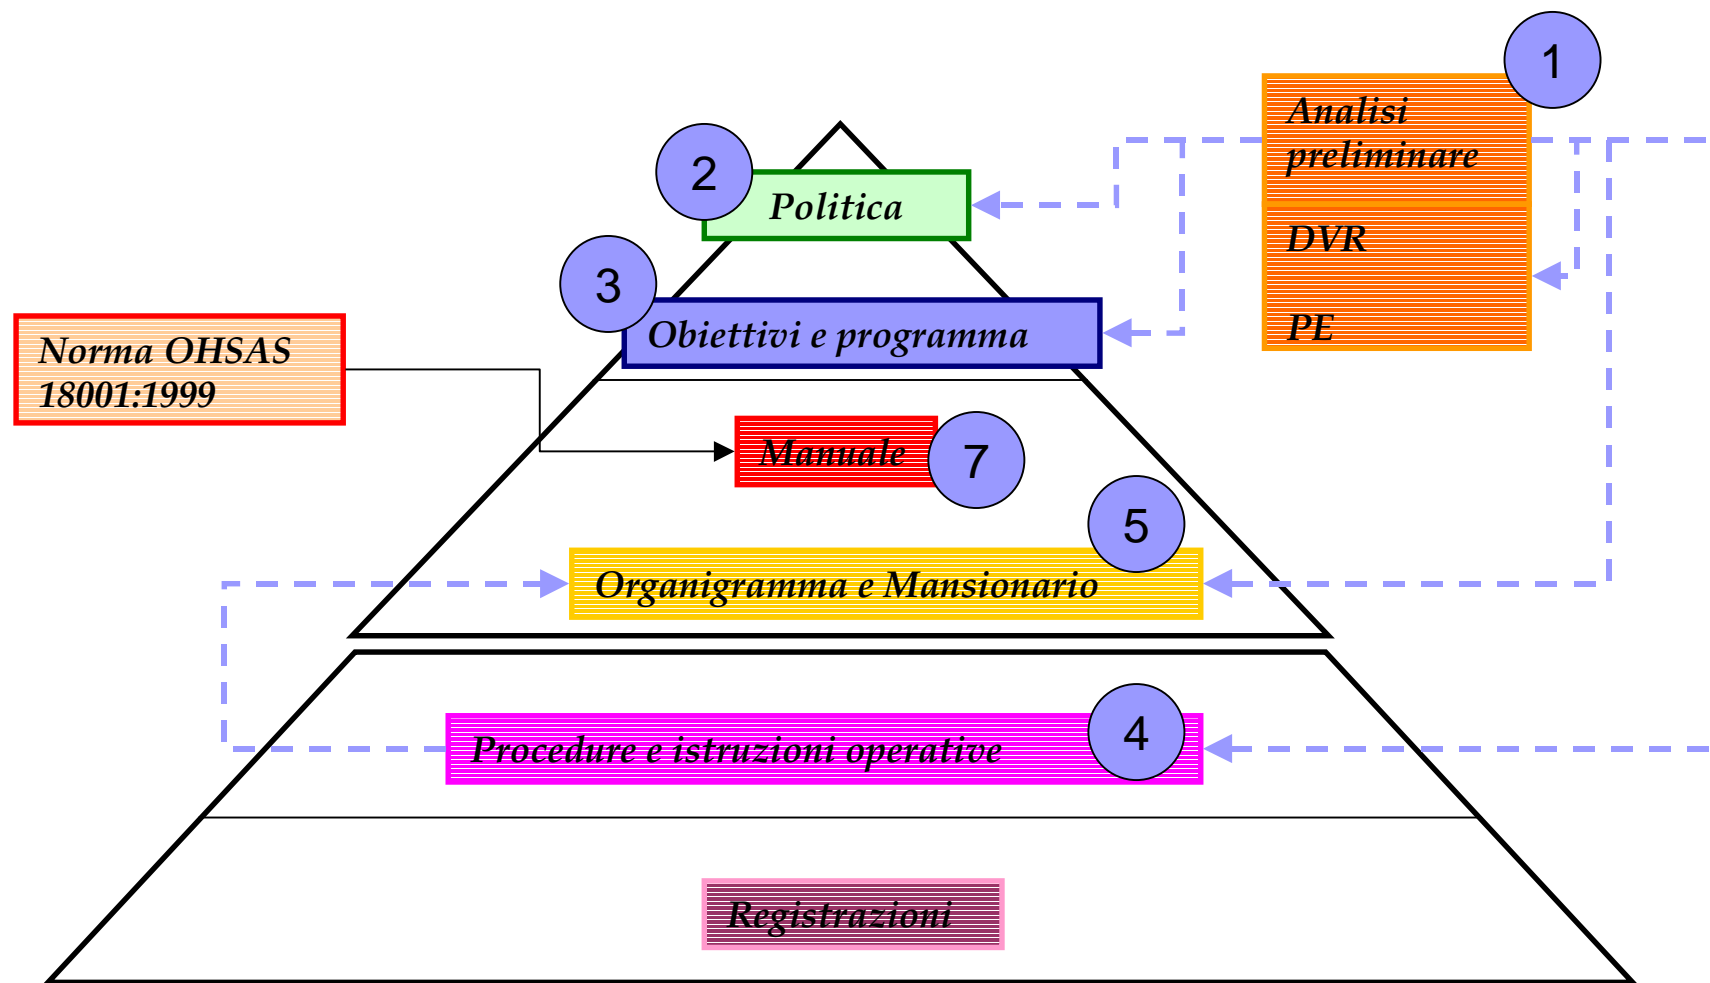 1
Analisi
preliminare
DVR
PE
2
Politica
3
Obiettivi e programma
Norma OHSAS
18001:1999
Manuale
7
5
Organigramma e Mansionario
4
Procedure e istruzioni operative
Registrazioni